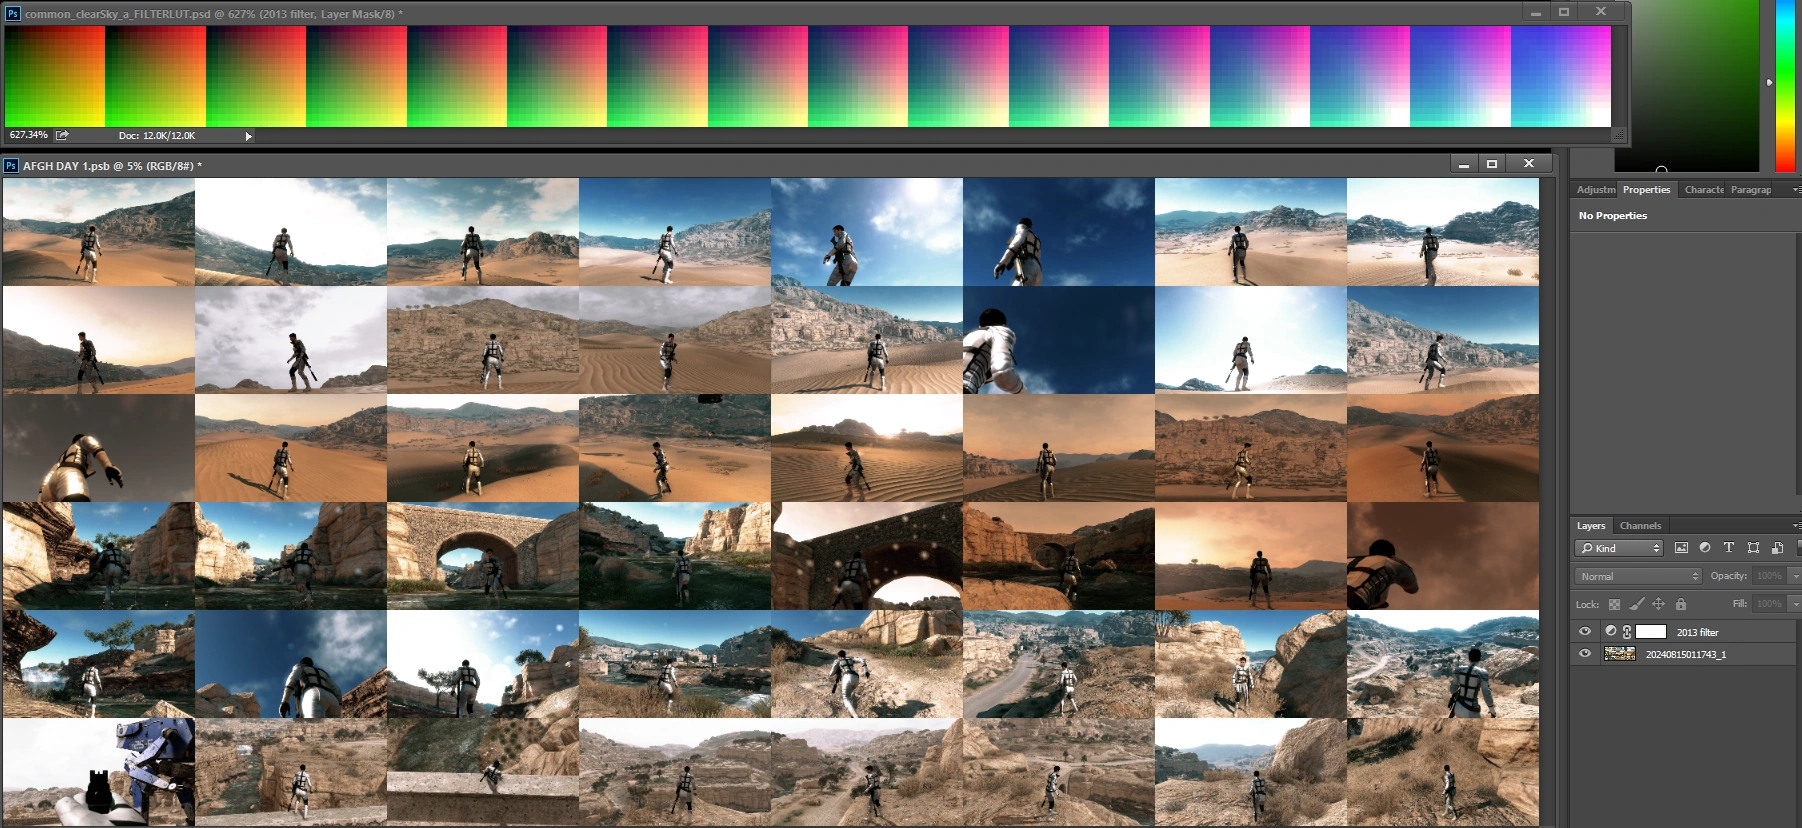 Ps common_clearSky_a_FILTERLUT.psd @ 627% (2013 filter, Layer Mask/8) *
627.34% Doc: 12.0K/12.0K
Ps AFGH DAY 1.psb @ 5% (RGB/8#) *
Adjustm Properties Characte Paragrap
No Properties
Layers Channels
Kind
Normal Opacity: 100%
Lock: Fill: 100%
2013 filter
20240815011743_1